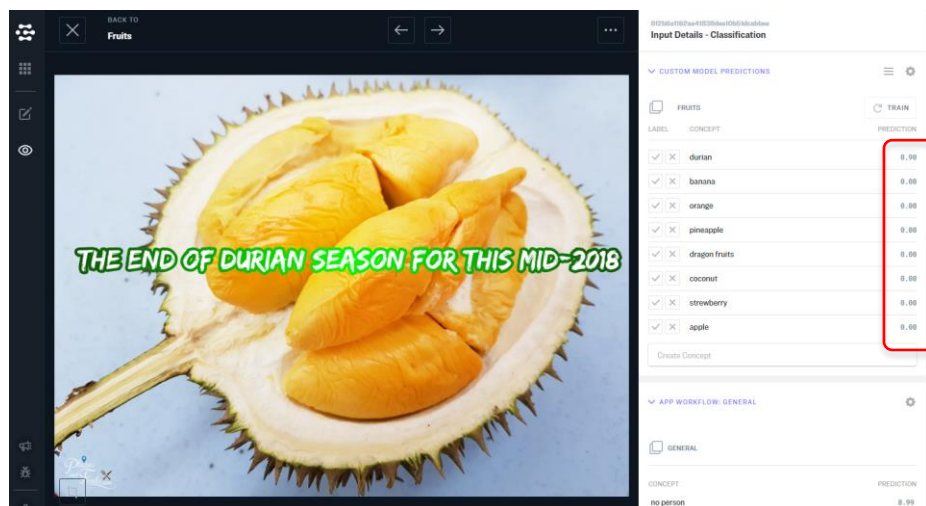 BACK TO
Fruits
THE END OF DURIAN SEASON FOR THIS MID-2018
Input Details - Classification
CUSTOM MODEL PREDICTIONS
FRUITS
TRAIN
LABEL CONCEPT PREDICTION
durian 0.98
banana 0.00
orange 0.00
pineapple 0.00
dragon fruits 0.00
coconut 0.00
strewberry 0.00
apple 0.00
Create Concept
APP WORKFLOW: GENERAL
GENERAL
CONCEPT PREDICTION
no person 0.99